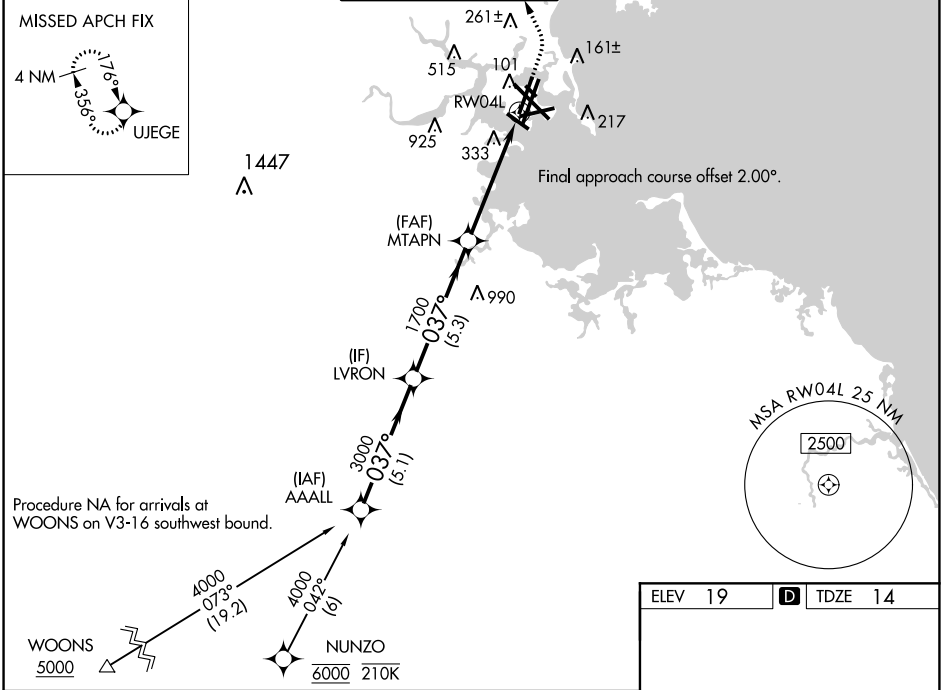 MISSED APCH FIX
4 NM
176°
356°
UJEGE
261±
161±
515
101
RW04L
217
925
333
1447
Final approach course offset 2.00°.
(FAF)
MTAPN
990
1700
037°
(5.3)
(IF)
LVRON
3000
037°
(5.1)
(IAF)
AAALL
MSA RW04L 25 NM
2500
Procedure NA for arrivals at
WOONS on V3-16 southwest bound.
4000
073°
(19.2)
4000
042°
(6)
WOONS
5000
NUNZO
6000 210K
ELEV 19 D TDZE 14